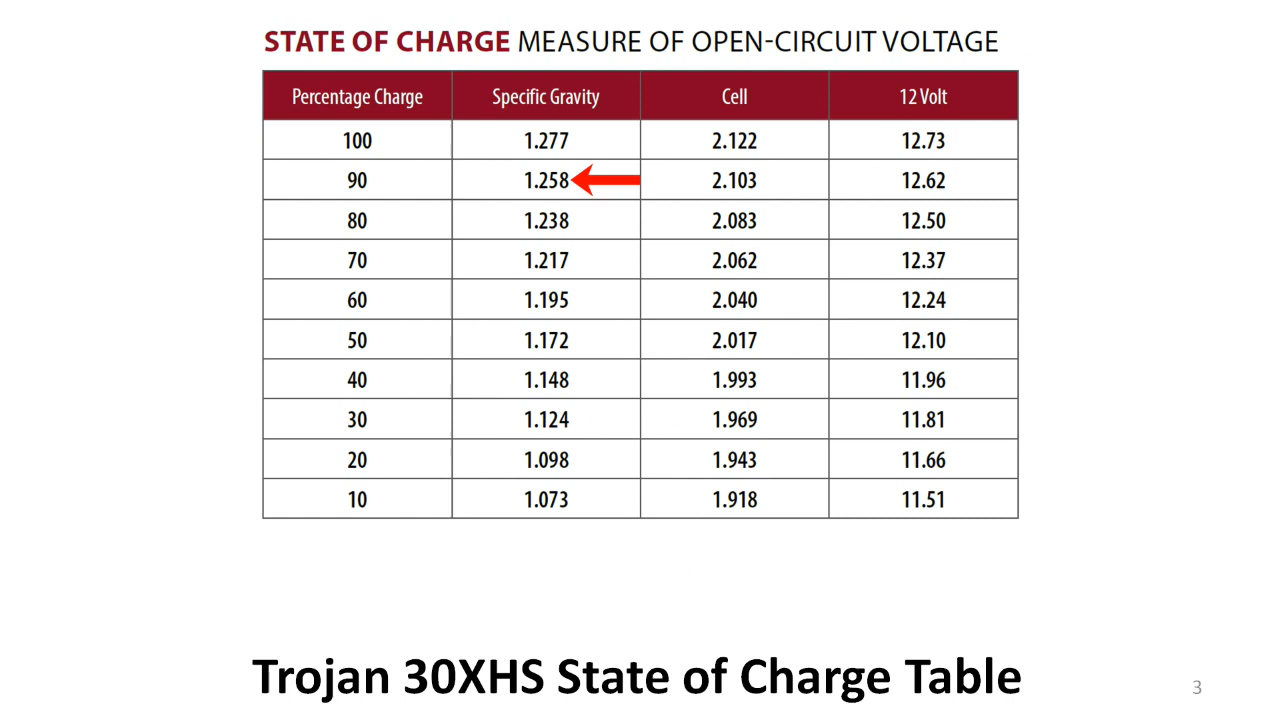 STATE OF CHARGE MEASURE OF OPEN-CIRCUIT VOLTAGE
Percentage Charge Specific Gravity Cell 12 Volt
100 1.277 2.122 12.73
90 1.258 2.103 12.62
80 1.238 2.083 12.50
70 1.217 2.062 12.37
60 1.195 2.040 12.24
50 1.172 2.017 12.10
40 1.148 1.993 11.96
30 1.124 1.969 11.81
20 1.098 1.943 11.66
10 1.073 1.918 11.51
Trojan 30XHS State of Charge Table
3